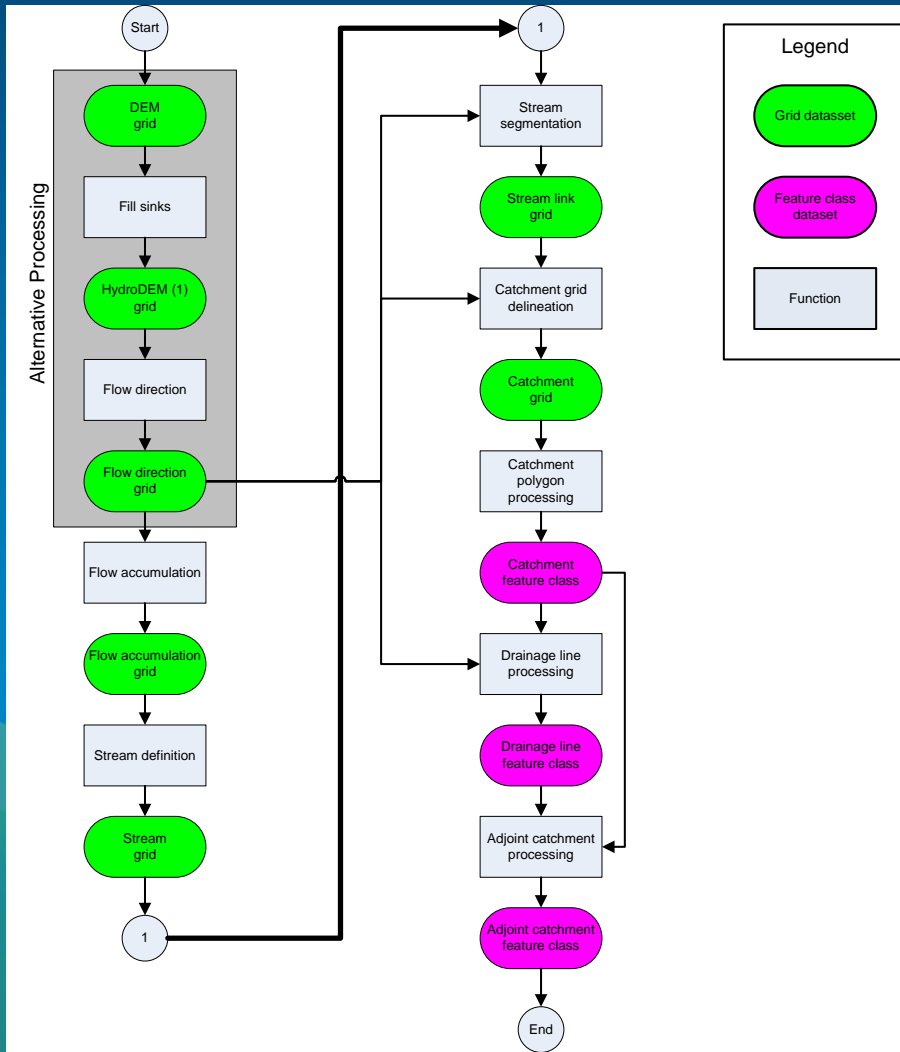 Start
Alternative Processing
DEM
grid
Fill sinks
HydroDEM (1)
grid
Flow direction
Flow direction
grid
Flow accumulation
Flow accumulation
grid
Stream definition
Stream
grid
1
1
Stream
segmentation
Stream link
grid
Catchment grid
delineation
Catchment
grid
Catchment
polygon
processing
Catchment
feature class
Drainage line
processing
Drainage line
feature class
Adjoint catchment
processing
Adjoint catchment
feature class
End
Legend
Grid datasset
Feature class
dataset
Function